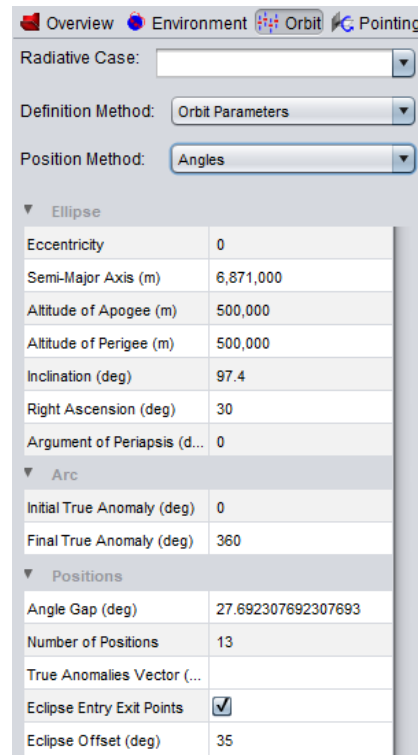 Overview Environment Orbit Pointing
Radiative Case:
Definition Method: Orbit Parameters
Position Method: Angles
Ellipse
Eccentricity 0
Semi-Major Axis (m) 6,871,000
Altitude of Apogee (m) 500,000
Altitude of Perigee (m) 500,000
Inclination (deg) 97.4
Right Ascension (deg) 30
Argument of Periapsis (d... 0
Arc
Initial True Anomaly (deg) 0
Final True Anomaly (deg) 360
Positions
Angle Gap (deg) 27.692307692307693
Number of Positions 13
True Anomalies Vector (...
Eclipse Entry Exit Points
Eclipse Offset (deg) 35